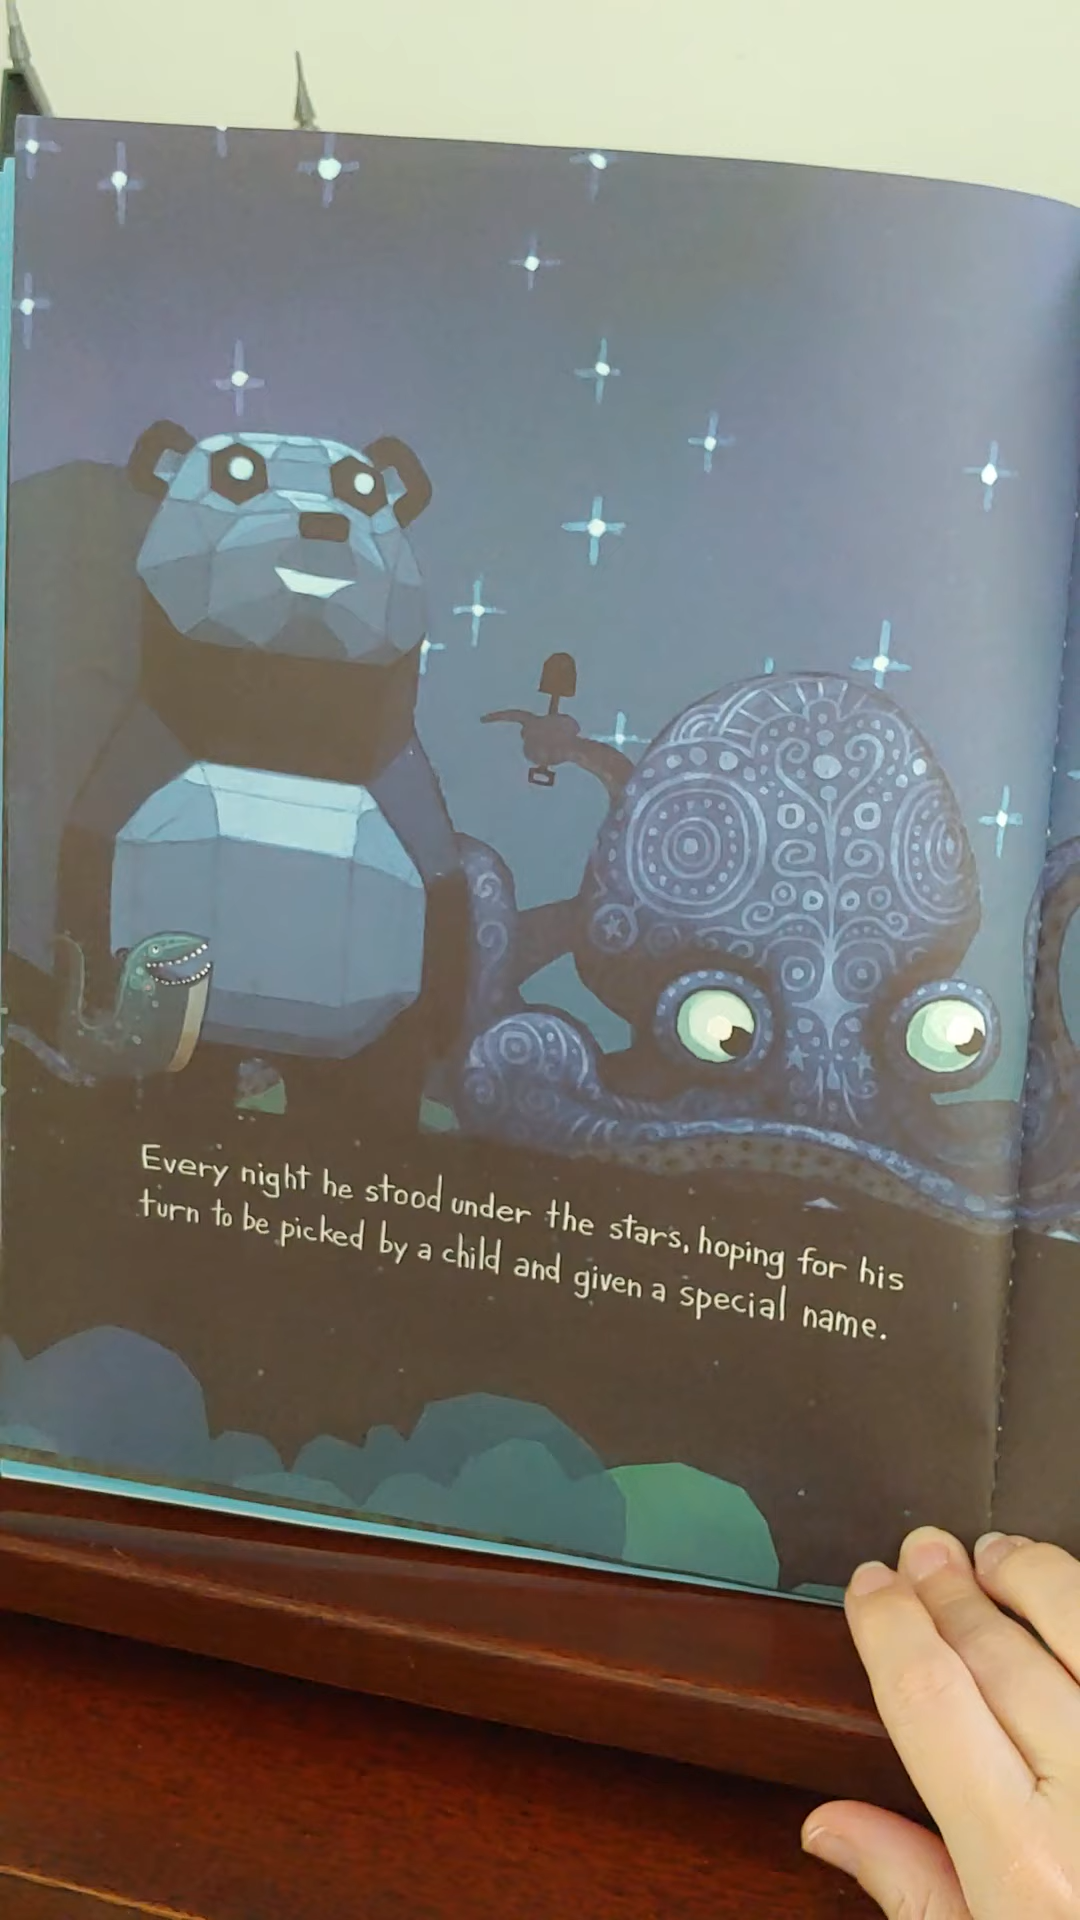 Every night he stood under the stars, hoping for his
turn to be picked by a child and given a special name.